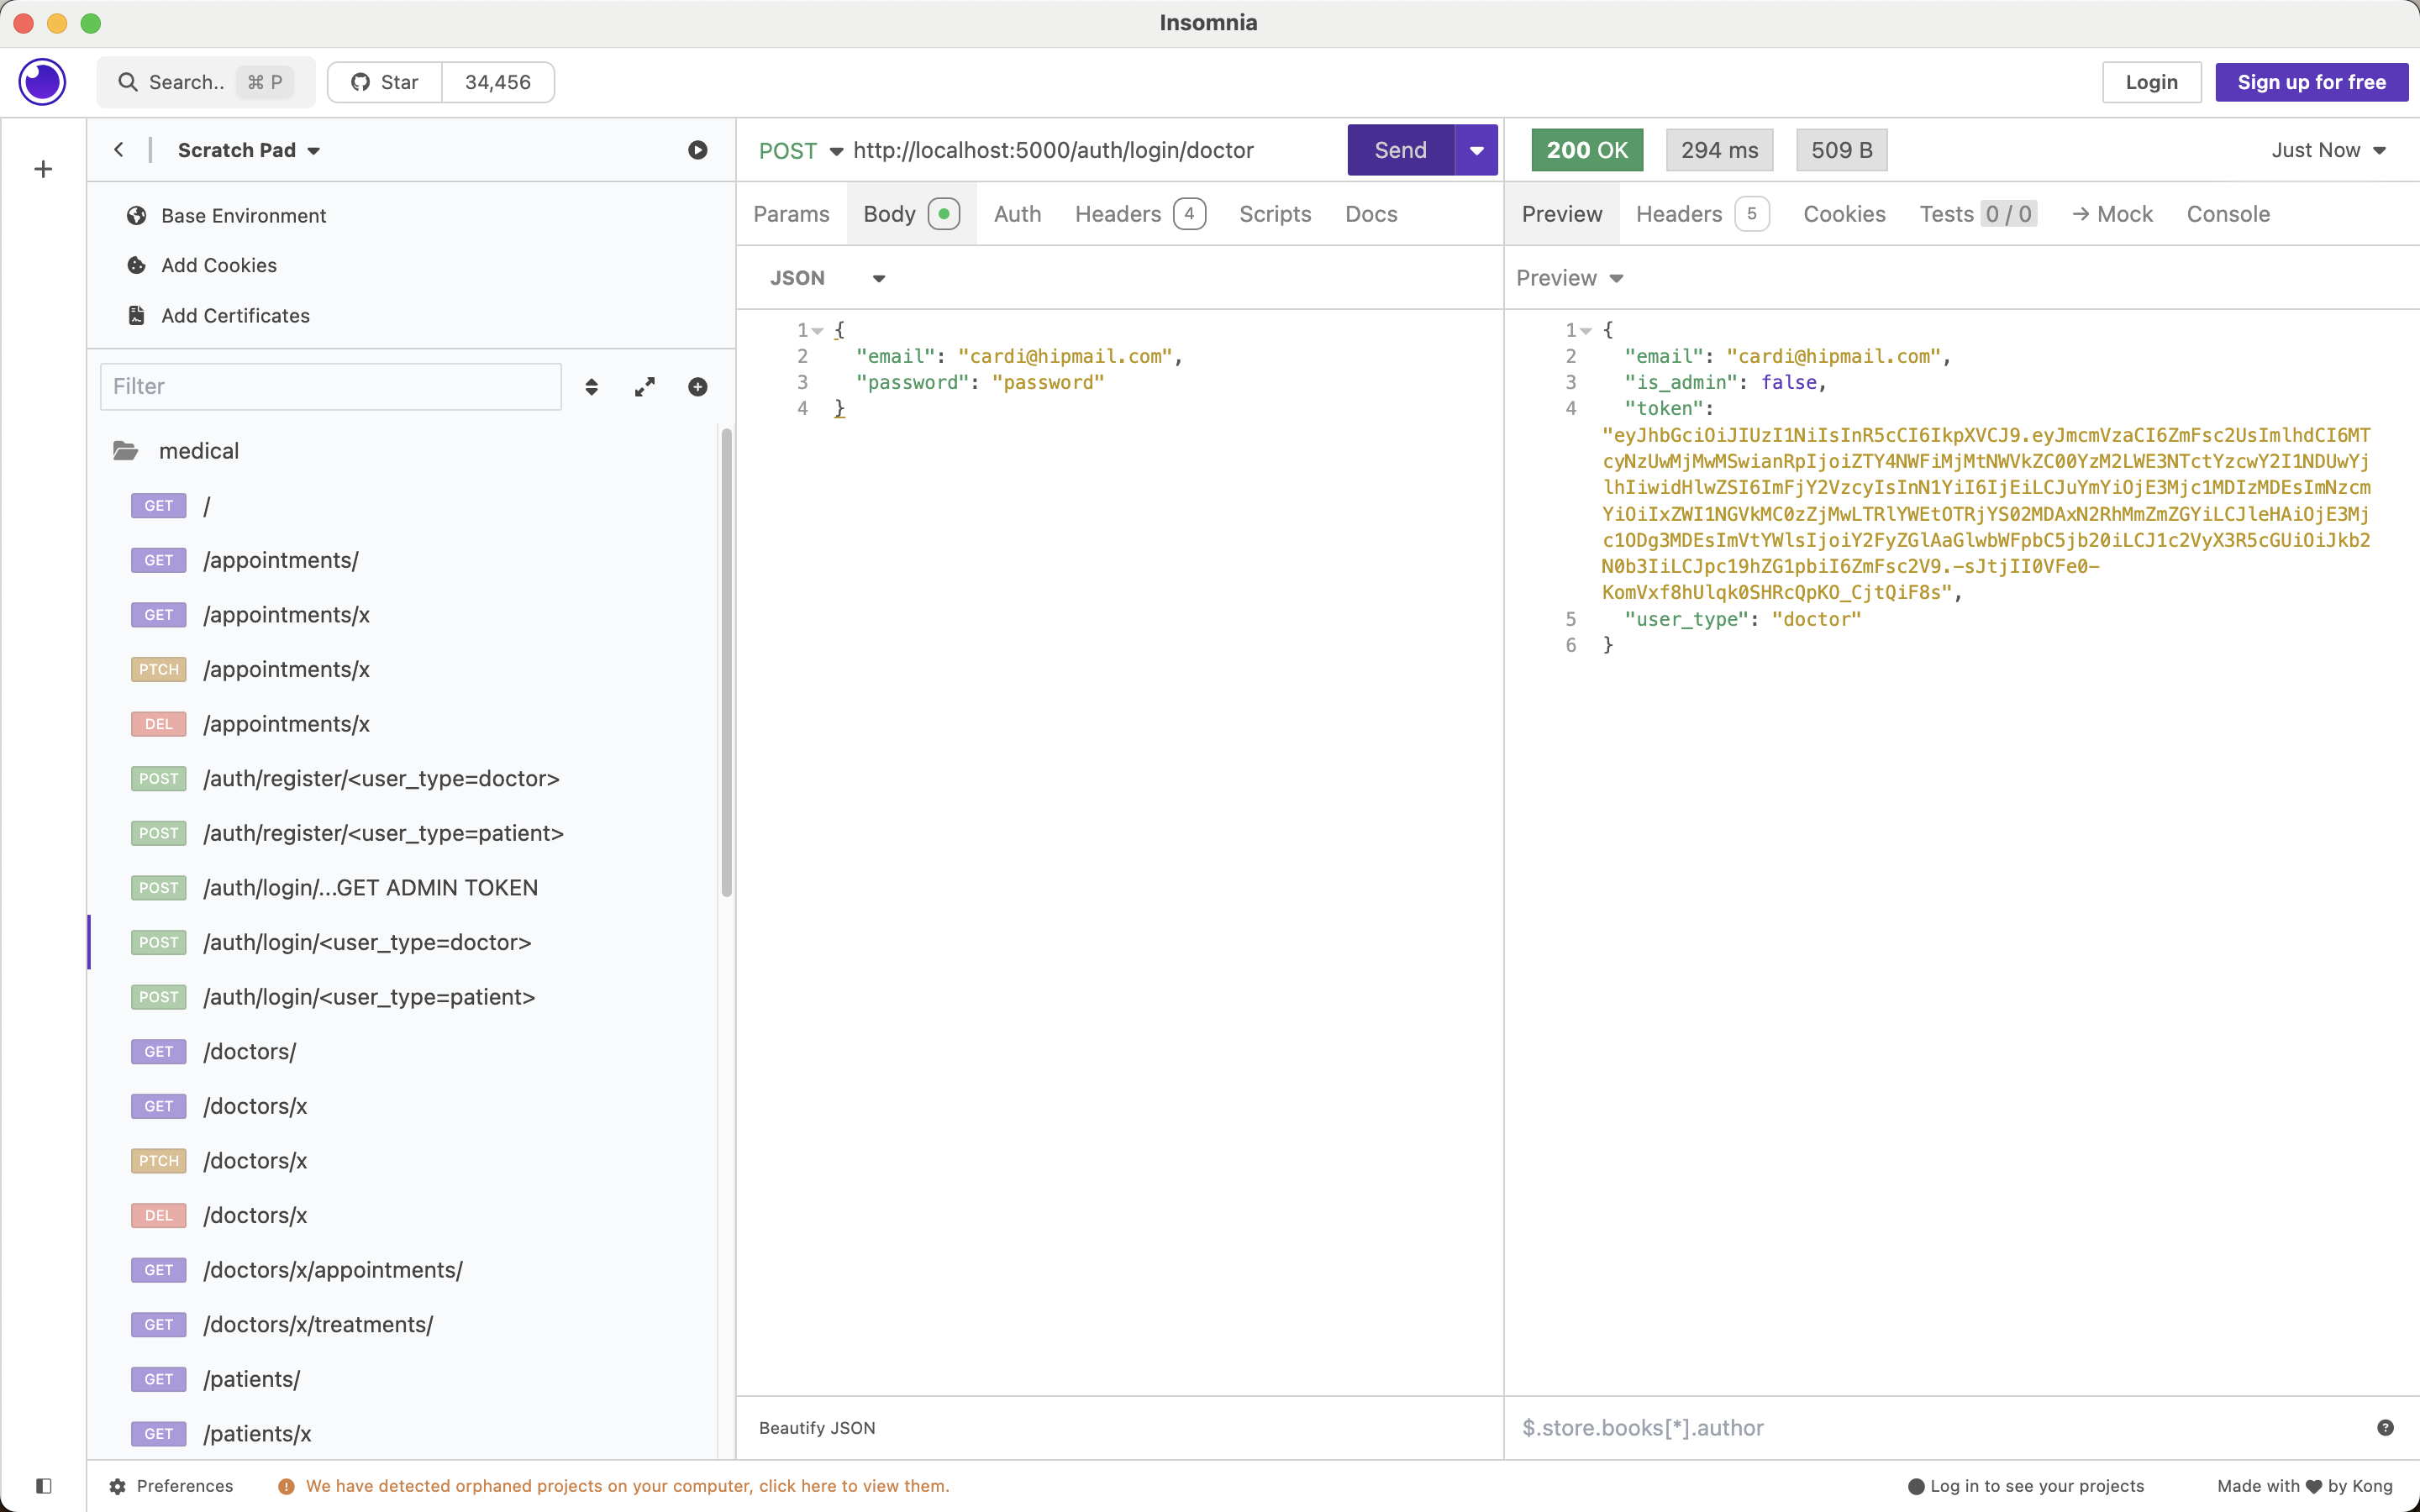 Insomnia
Search.. ⌘ P
Star 34,456
Login
Sign up for free
Scratch Pad
Base Environment
Add Cookies
Add Certificates
Filter
medical
GET /
GET /appointments/
GET /appointments/x
PTCH /appointments/x
DEL /appointments/x
POST /auth/register/<user_type=doctor>
POST /auth/register/<user_type=patient>
POST /auth/login/...GET ADMIN TOKEN
POST /auth/login/<user_type=doctor>
POST /auth/login/<user_type=patient>
GET /doctors/
GET /doctors/x
PTCH /doctors/x
DEL /doctors/x
GET /doctors/x/appointments/
GET /doctors/x/treatments/
GET /patients/
GET /patients/x
POST http://localhost:5000/auth/login/doctor Send
Params Body Auth Headers 4 Scripts Docs
JSON
1 {
2 "email": "cardi@hipmail.com",
3 "password": "password"
4 }
Beautify JSON
200 OK 294 ms 509 B Just Now
Preview Headers 5 Cookies Tests 0 / 0 → Mock Console
Preview
1 {
2 "email": "cardi@hipmail.com",
3 "is_admin": false,
4 "token":
"eyJhbGciOiJIUzI1NiIsInR5cCI6IkpXVCJ9.eyJmcmVzaCI6ZmFsc2UsImlhdCI6MT
cyNzUwMjMwMSwianRpIjoiZTY4NWFiMjMtNWVkZC00YzM2LWE3NTctYzcwY2I1NDUwYj
lhIiwidHlwZSI6ImFjY2VzcyIsInN1YiI6IjEiLCJuYmYiOjE3Mjc1MDIzMDEsImNzcm
YiOiIxZWI1NGVkMC0zZjMwLTRlYWEtOTRjYS02MDAxN2RhMmZmZGYiLCJleHAiOjE3Mj
c1ODg3MDEsImVtYWlsIjoiY2FyZGlAaGlwbWFpbC5jb20iLCJ1c2VyX3R5cGUiOiJkb2
N0b3IiLCJpc19hZG1pbiI6ZmFsc2V9.-sJtjII0VFe0-
KomVxf8hUlqk0SHRcQpKO_CjtQiF8s",
5 "user_type": "doctor"
6 }
$.store.books[*].author
Preferences
We have detected orphaned projects on your computer, click here to view them.
Log in to see your projects
Made with ♥ by Kong